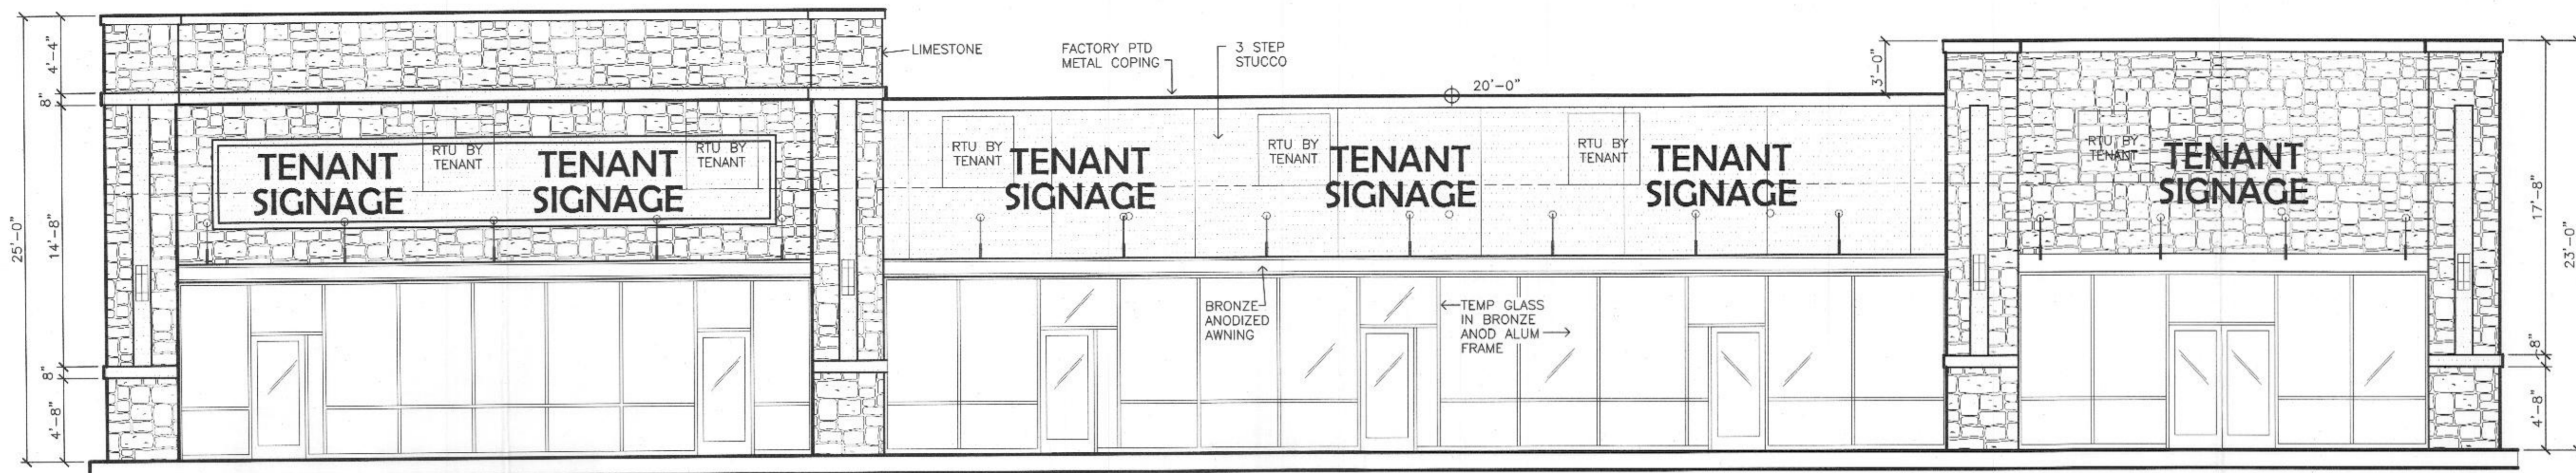 25'-0"
4'-4"
8"
14'-8"
8"
4'-8"
LIMESTONE
FACTORY PTD
METAL COPING
3 STEP
STUCCO
20'-0"
3'-0"
TENANT
SIGNAGE
RTU BY
TENANT
TENANT
SIGNAGE
RTU BY
TENANT
RTU BY
TENANT
TENANT
SIGNAGE
RTU BY
TENANT
TENANT
SIGNAGE
RTU BY
TENANT
TENANT
SIGNAGE
RTU BY
TENANT
TENANT
SIGNAGE
BRONZE
ANODIZED
AWNING
TEMP GLASS
IN BRONZE
ANOD ALUM
FRAME
17'-8"
8"
4'-8"
23'-0"